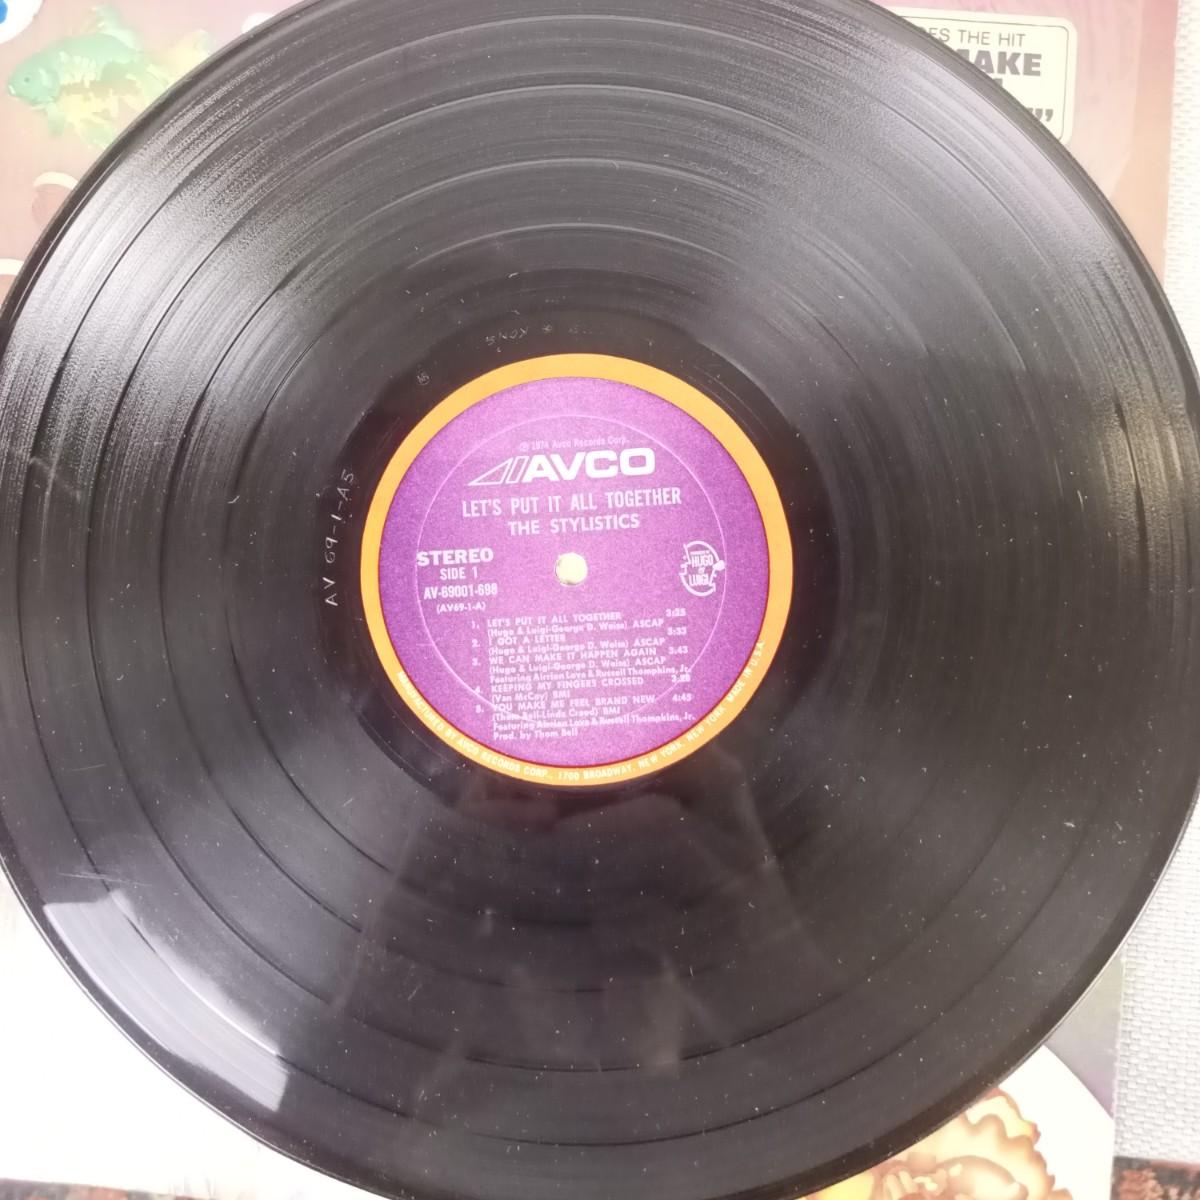 ES THE HIT
MAKE
AV 69-1-A5
℗ 1974 Avco Records Corp.
AVCO
LET'S PUT IT ALL TOGETHER
THE STYLISTICS
STEREO
SIDE 1
AV-69001-698
(AV69-1-A)
HUGO
LUIGI
1. LET'S PUT IT ALL TOGETHER 3:25
(Hugo & Luigi-George D. Weiss) ASCAP
2. I GOT A LETTER 3:33
(Hugo & Luigi-George D. Weiss) ASCAP
3. WE CAN MAKE IT HAPPEN AGAIN 3:43
(Hugo & Luigi-George D. Weiss) ASCAP
Featuring Airrion Love & Russell Thompkins, Jr.
4. KEEPING MY FINGERS CROSSED 3:28
(Van McCoy) BMI
5. YOU MAKE ME FEEL BRAND NEW 4:45
(Thom Bell-Linda Creed) BMI
Featuring Airrion Love & Russell Thompkins, Jr.
Prod. by Thom Bell
MANUFACTURED BY AVCO RECORDS CORP., 1700 BROADWAY, NEW YORK, NEW YORK MADE IN U.S.A.